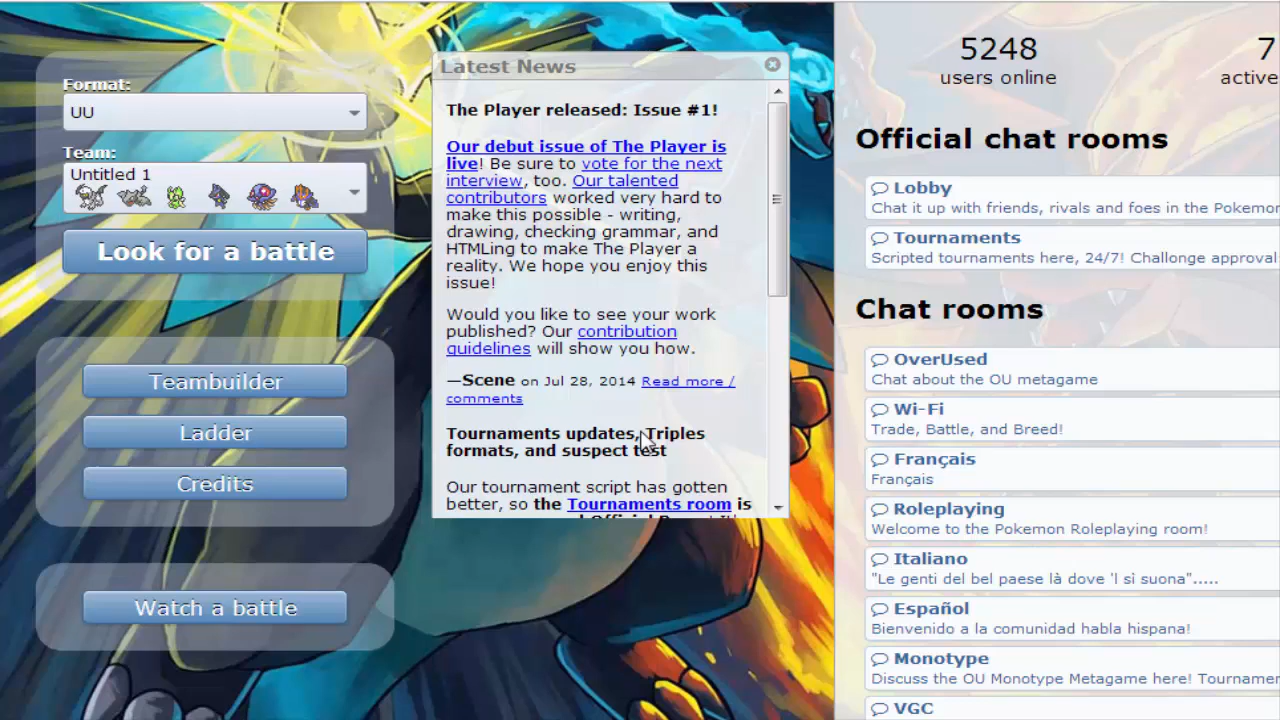 Format:
UU
Team:
Untitled 1
Look for a battle
Teambuilder
Ladder
Credits
Watch a battle
Latest News
The Player released: Issue #1!
Our debut issue of The Player is
live! Be sure to vote for the next
interview, too. Our talented
contributors worked very hard to
make this possible - writing,
drawing, checking grammar, and
HTMLing to make The Player a
reality. We hope you enjoy this
issue!
Would you like to see your work
published? Our contribution
guidelines will show you how.
—Scene on Jul 28, 2014 Read more /
comments
Tournaments updates, Triples
formats, and suspect test
Our tournament script has gotten
better, so the Tournaments room is
5248
users online
7
active
Official chat rooms
Lobby
Chat it up with friends, rivals and foes in the Pokemon
Tournaments
Scripted tournaments here, 24/7! Challonge approval
Chat rooms
OverUsed
Chat about the OU metagame
Wi-Fi
Trade, Battle, and Breed!
Français
Français
Roleplaying
Welcome to the Pokemon Roleplaying room!
Italiano
"Le genti del bel paese là dove 'l sì suona".....
Español
Bienvenido a la comunidad habla hispana!
Monotype
Discuss the OU Monotype Metagame here! Tournamen
VGC